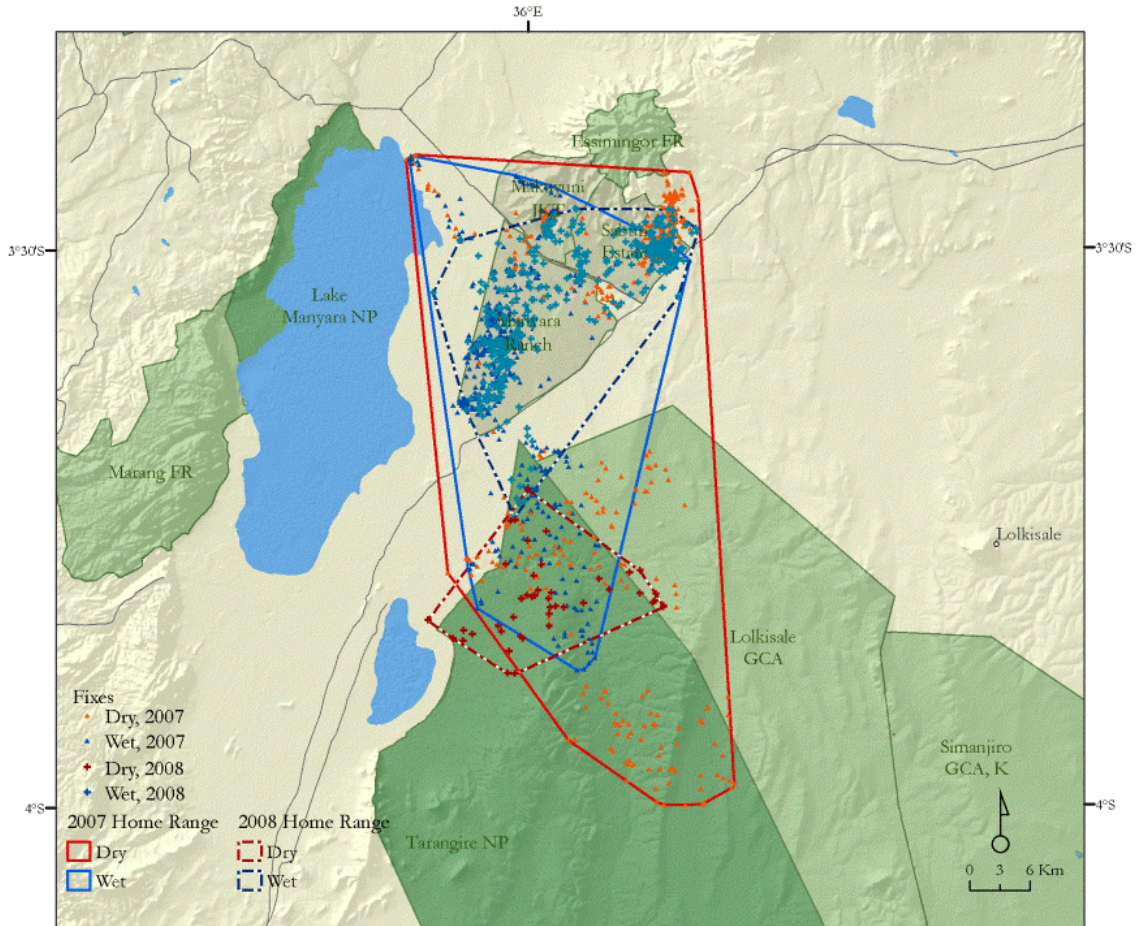 36°E
Essimingor FR
Makuyuni
JKT
3°30'S
3°30'S
Estate
Lake
Manyara NP
Manyara
Ranch
Marang FR
Lolkisale
Lolkisale
GCA
Fixes
Dry, 2007
Wet, 2007
Dry, 2008
Wet, 2008
Simanjiro
GCA, K
4°S
4°S
2007 Home Range
2008 Home Range
Dry
Dry
Wet
Wet
Tarangire NP
0 3 6 Km